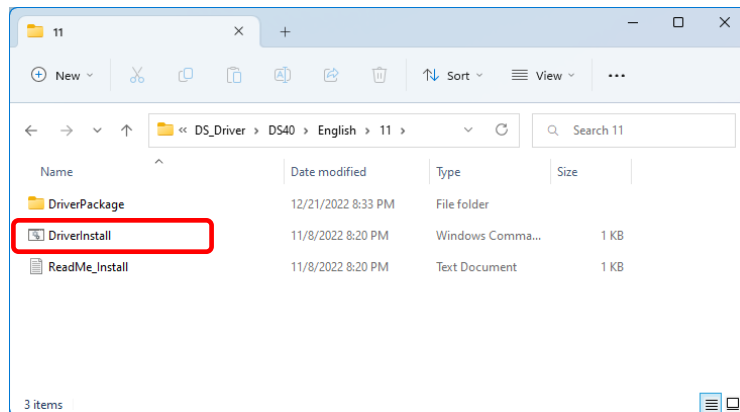 11
New
Sort
View
« DS_Driver > DS40 > English > 11 >
Search 11
Name Date modified Type Size
DriverPackage 12/21/2022 8:33 PM File folder
DriverInstall 11/8/2022 8:20 PM Windows Comma... 1 KB
ReadMe_Install 11/8/2022 8:20 PM Text Document 1 KB
3 items